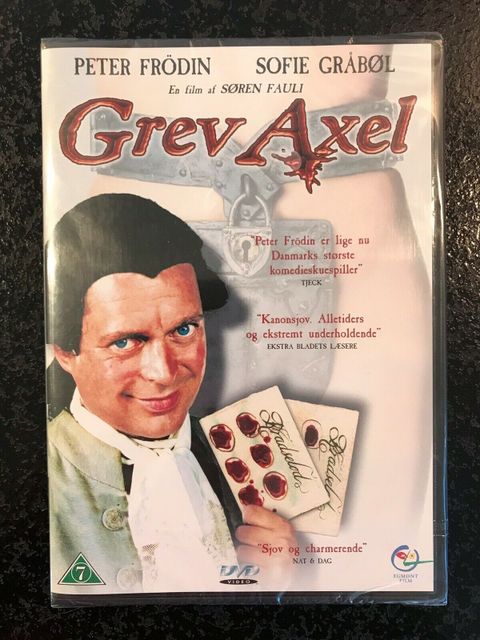 PETER FRÖDIN SOFIE GRÅBØL
En film af SØREN FAULI
Grev Axel
"Peter Frödin er lige nu
Danmarks største
komedieskuespiller"
TJECK
"Kanonsjov. Alletiders
og ekstremt underholdende"
EKSTRA BLADETS LÆSERE
"Sjov og charmerende"
NAT & DAG
7
DVD
VIDEO
EGMONT
FILM